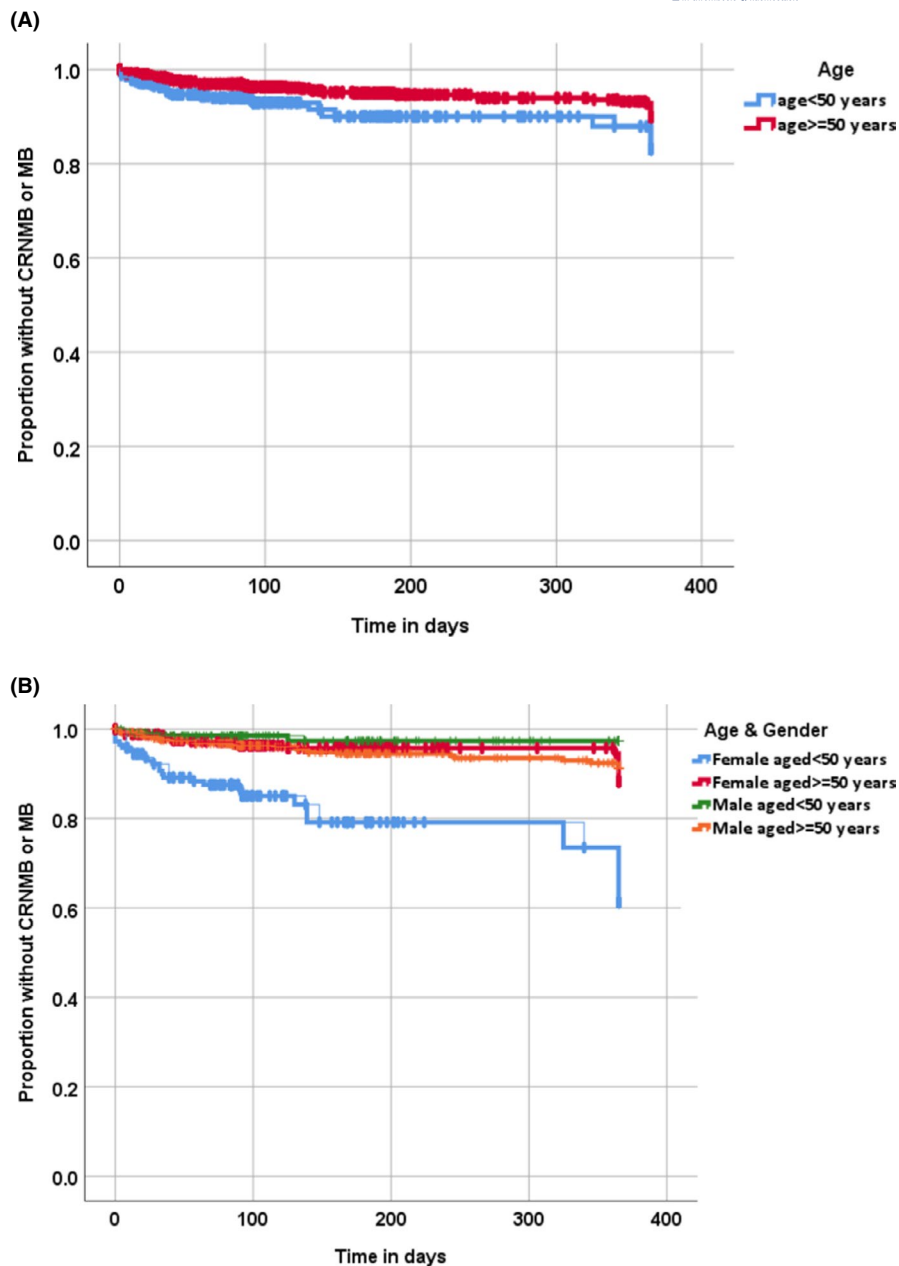 (A)
1.0
0.8
0.6
0.4
0.2
0.0
Proportion without CRNMB or MB
0 100 200 300 400
Time in days
Age
age<50 years
age>=50 years
(B)
1.0
0.8
0.6
0.4
0.2
0.0
Proportion without CRNMB or MB
0 100 200 300 400
Time in days
Age & Gender
Female aged<50 years
Female aged>=50 years
Male aged<50 years
Male aged>=50 years